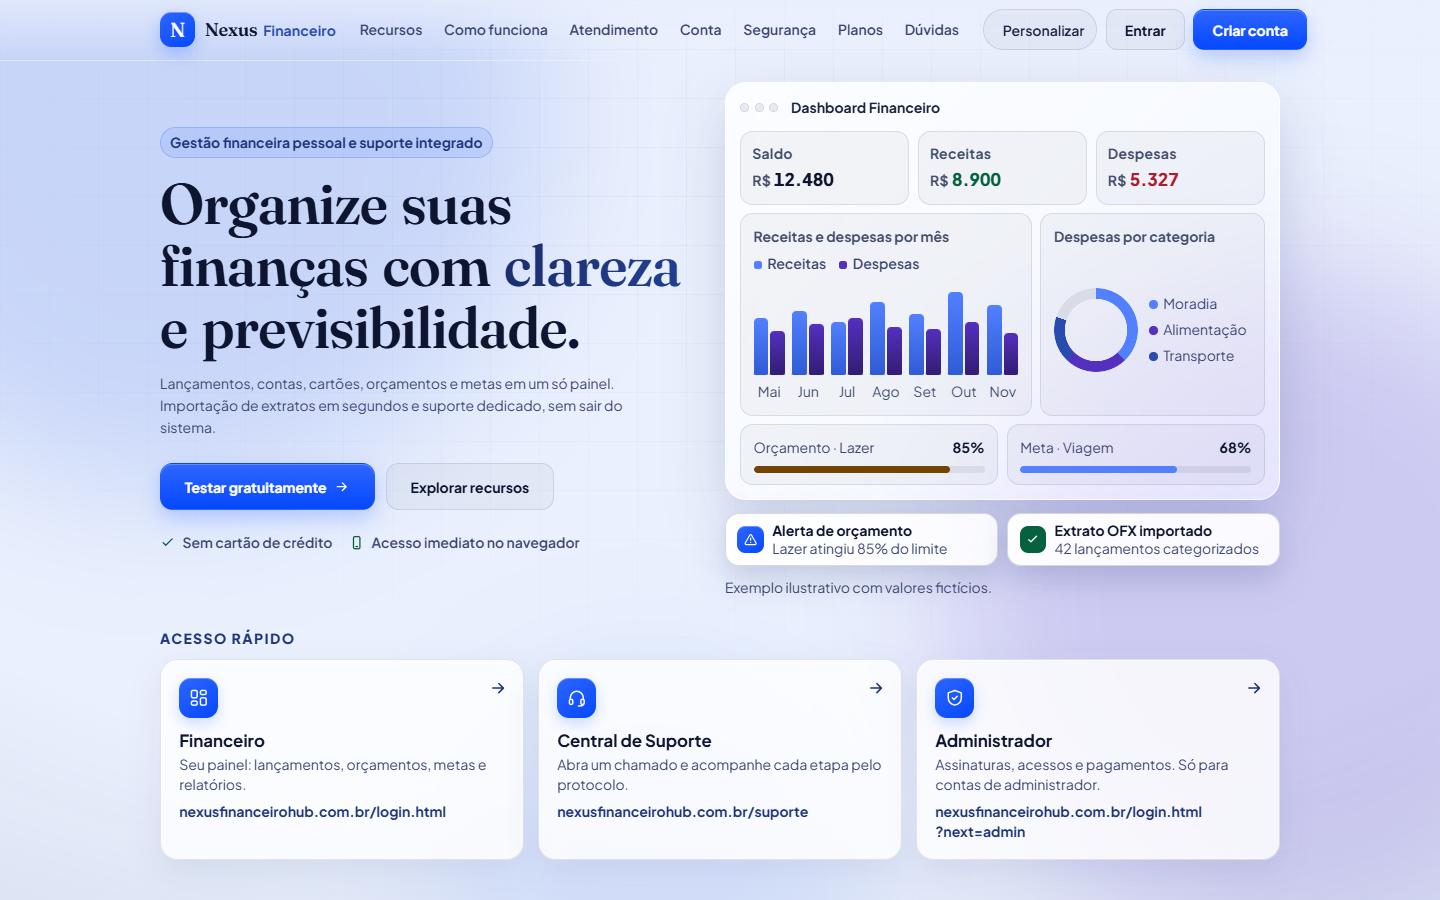 N Nexus Financeiro Recursos Como funciona Atendimento Conta Segurança Planos Dúvidas Personalizar Entrar Criar conta
Gestão financeira pessoal e suporte integrado
Organize suas
finanças com clareza
e previsibilidade.
Lançamentos, contas, cartões, orçamentos e metas em um só painel.
Importação de extratos em segundos e suporte dedicado, sem sair do
sistema.
Testar gratuitamente
Explorar recursos
Sem cartão de crédito
Acesso imediato no navegador
Dashboard Financeiro
Saldo
R$ 12.480
Receitas
R$ 8.900
Despesas
R$ 5.327
Receitas e despesas por mês
Receitas Despesas
Mai Jun Jul Ago Set Out Nov
Despesas por categoria
Moradia
Alimentação
Transporte
Orçamento · Lazer 85%
Meta · Viagem 68%
Alerta de orçamento
Lazer atingiu 85% do limite
Extrato OFX importado
42 lançamentos categorizados
Exemplo ilustrativo com valores fictícios.
ACESSO RÁPIDO
Financeiro
Seu painel: lançamentos, orçamentos, metas e
relatórios.
nexusfinanceirohub.com.br/login.html
Central de Suporte
Abra um chamado e acompanhe cada etapa pelo
protocolo.
nexusfinanceirohub.com.br/suporte
Administrador
Assinaturas, acessos e pagamentos. Só para
contas de administrador.
nexusfinanceirohub.com.br/login.html
?next=admin